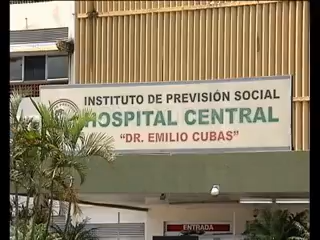 INSTITUTO DE PREVISIÓN SOCIAL
HOSPITAL CENTRAL
"DR. EMILIO CUBAS"
ENTRADA